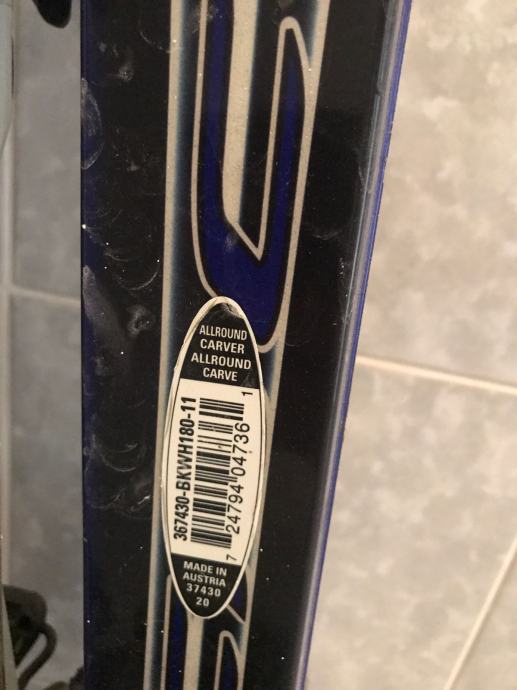 ALLROUND
CARVER
ALLROUND
CARVE
367430-BKWH180-11
7 24794 04736 1
MADE IN
AUSTRIA
37430
20